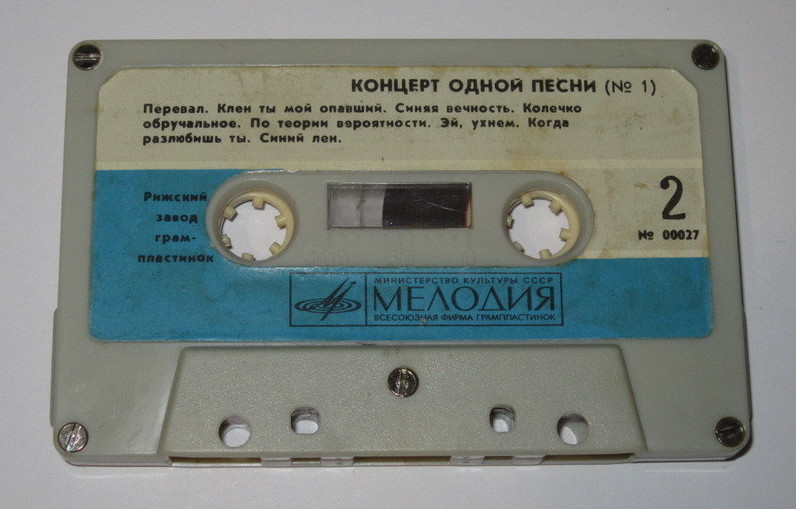 КОНЦЕРТ ОДНОЙ ПЕСНИ (№ 1)
Перевал. Клен ты мой опавший. Синяя вечность. Колечко
обручальное. По теории вероятности. Эй, ухнем. Когда
разлюбишь ты. Синий лен.
Рижский
завод
грам-
пластинок
2
№ 00027
МИНИСТЕРСТВО КУЛЬТУРЫ СССР
МЕЛОДИЯ
ВСЕСОЮЗНАЯ ФИРМА ГРАМПЛАСТИНОК